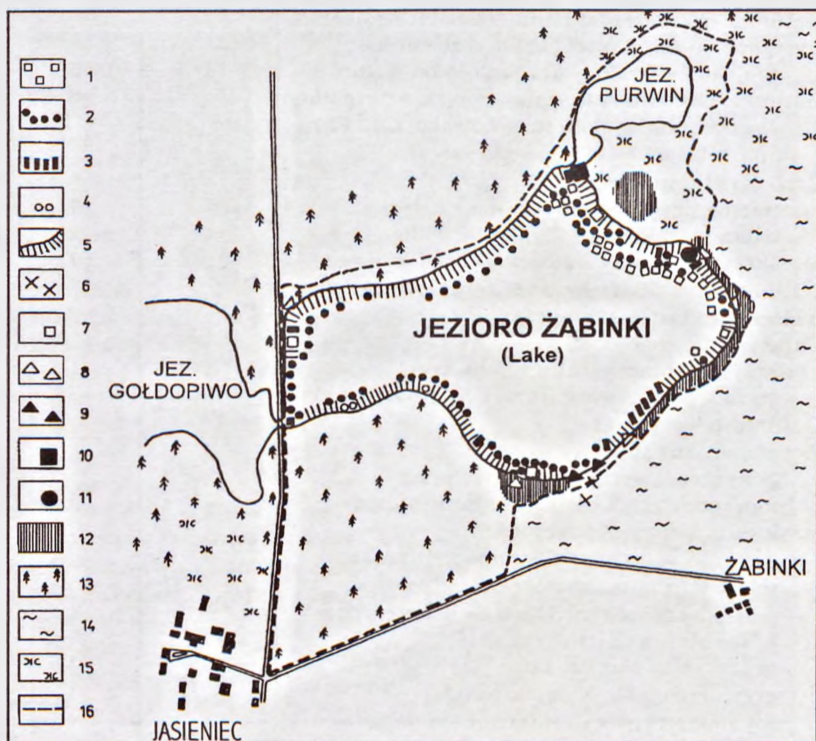 1
2
3
4
5
6
7
8
9
10
11
12
13
14
15
16
JEZ.
PURWIN
JEZIORO ŻABINKI
(Lake)
JEZ.
GOŁDOPIWO
ŻABINKI
JASIENIEC